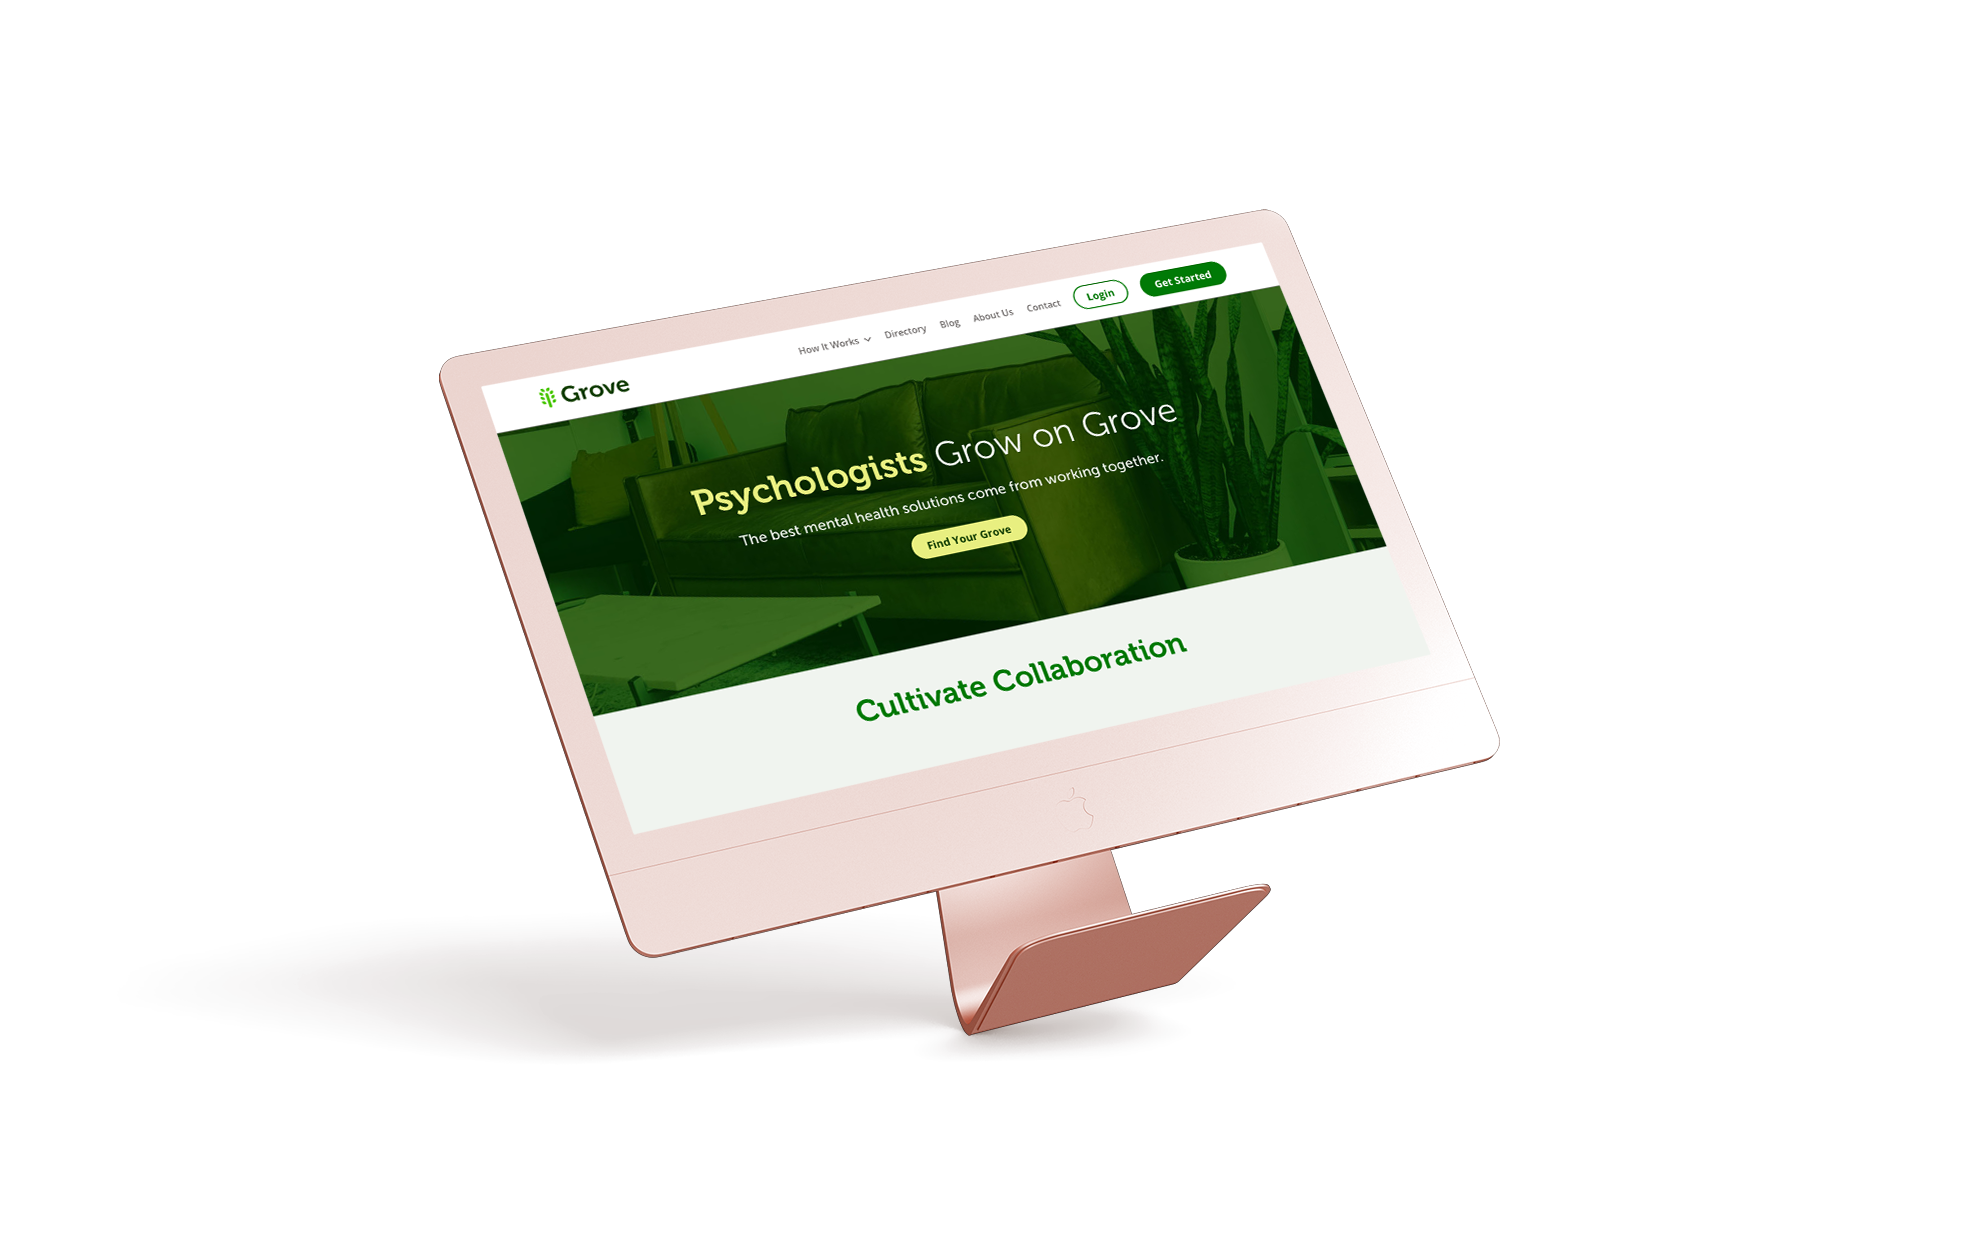 Grove
How It Works
Directory
Blog
About Us
Contact
Login
Get Started
Psychologists Grow on Grove
The best mental health solutions come from working together.
Find Your Grove
Cultivate Collaboration